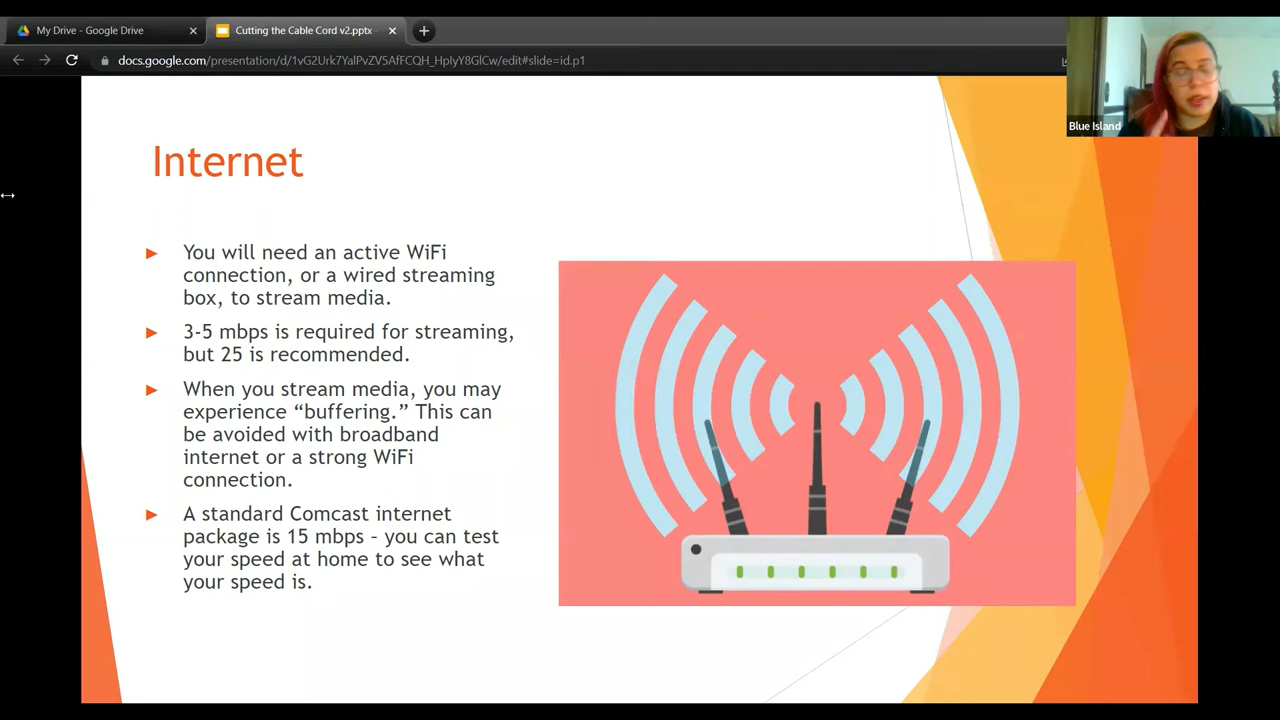 My Drive - Google Drive
Cutting the Cable Cord v2.pptx
docs.google.com/presentation/d/1vG2Urk7YalPvZV5AfFCQH_HpIyY8GlCw/edit#slide=id.p1
Blue Island
Internet
You will need an active WiFi
connection, or a wired streaming
box, to stream media.
3-5 mbps is required for streaming,
but 25 is recommended.
When you stream media, you may
experience “buffering.” This can
be avoided with broadband
internet or a strong WiFi
connection.
A standard Comcast internet
package is 15 mbps – you can test
your speed at home to see what
your speed is.